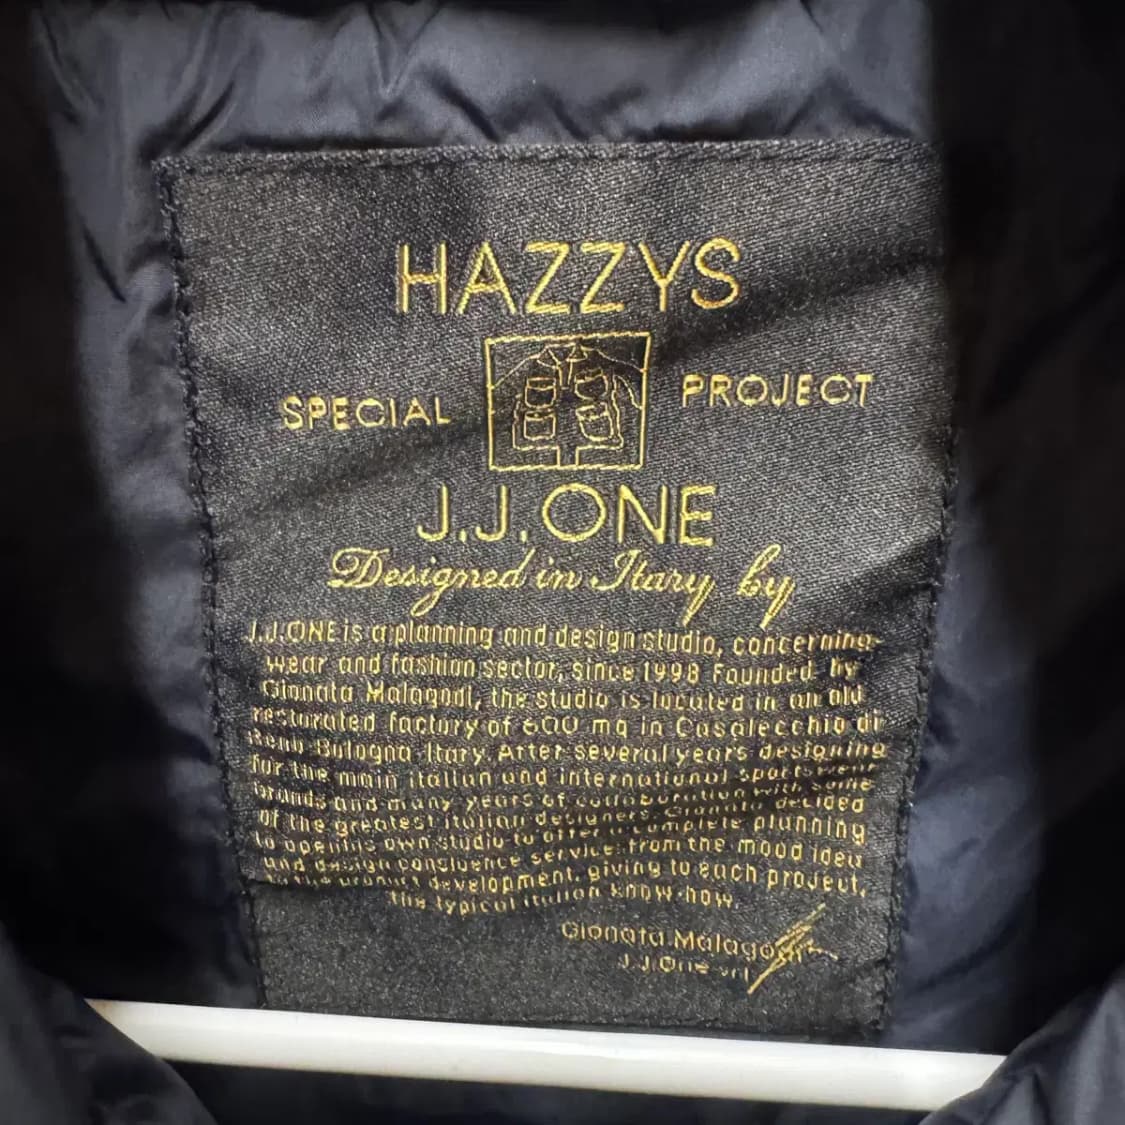 HAZZYS
SPECIAL PROJECT
J.J.ONE
Designed in Itary by
J.J.ONE is a planning and design studio, concerning
wear and fashion sector, since 1998 Founded by
Gionata Malagodi, the studio is located in an old
restorated factory of 600 mq in Casalecchio di
Reno-Bologna-Itary. After several years designing
for the main italian and international sportswear
brands and many years of collaboration with some
of the greatest italian designers, Gionata decided
to open his own studio to offer a complete planning
and design service: from the mood idea
to the product development, giving to each project,
the typical italian know-how.
Gionata Malagodi
J.J.One srl